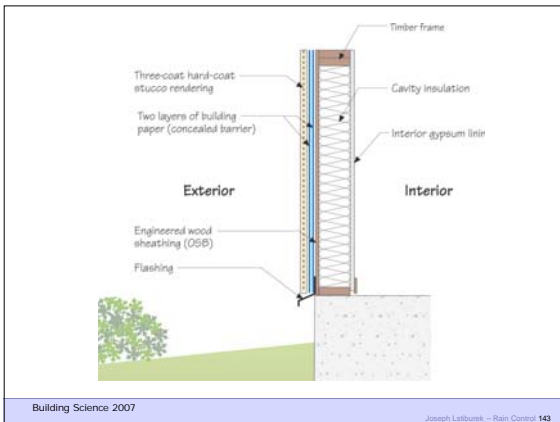 Timber frame
Three-coat hard-coat
stucco rendering
Cavity insulation
Two layers of building
paper (concealed barrier)
Interior gypsum linin
Exterior
Interior
Engineered wood
sheathing (OSB)
Flashing
Building Science 2007
Joseph Lstiburek – Rain Control 143